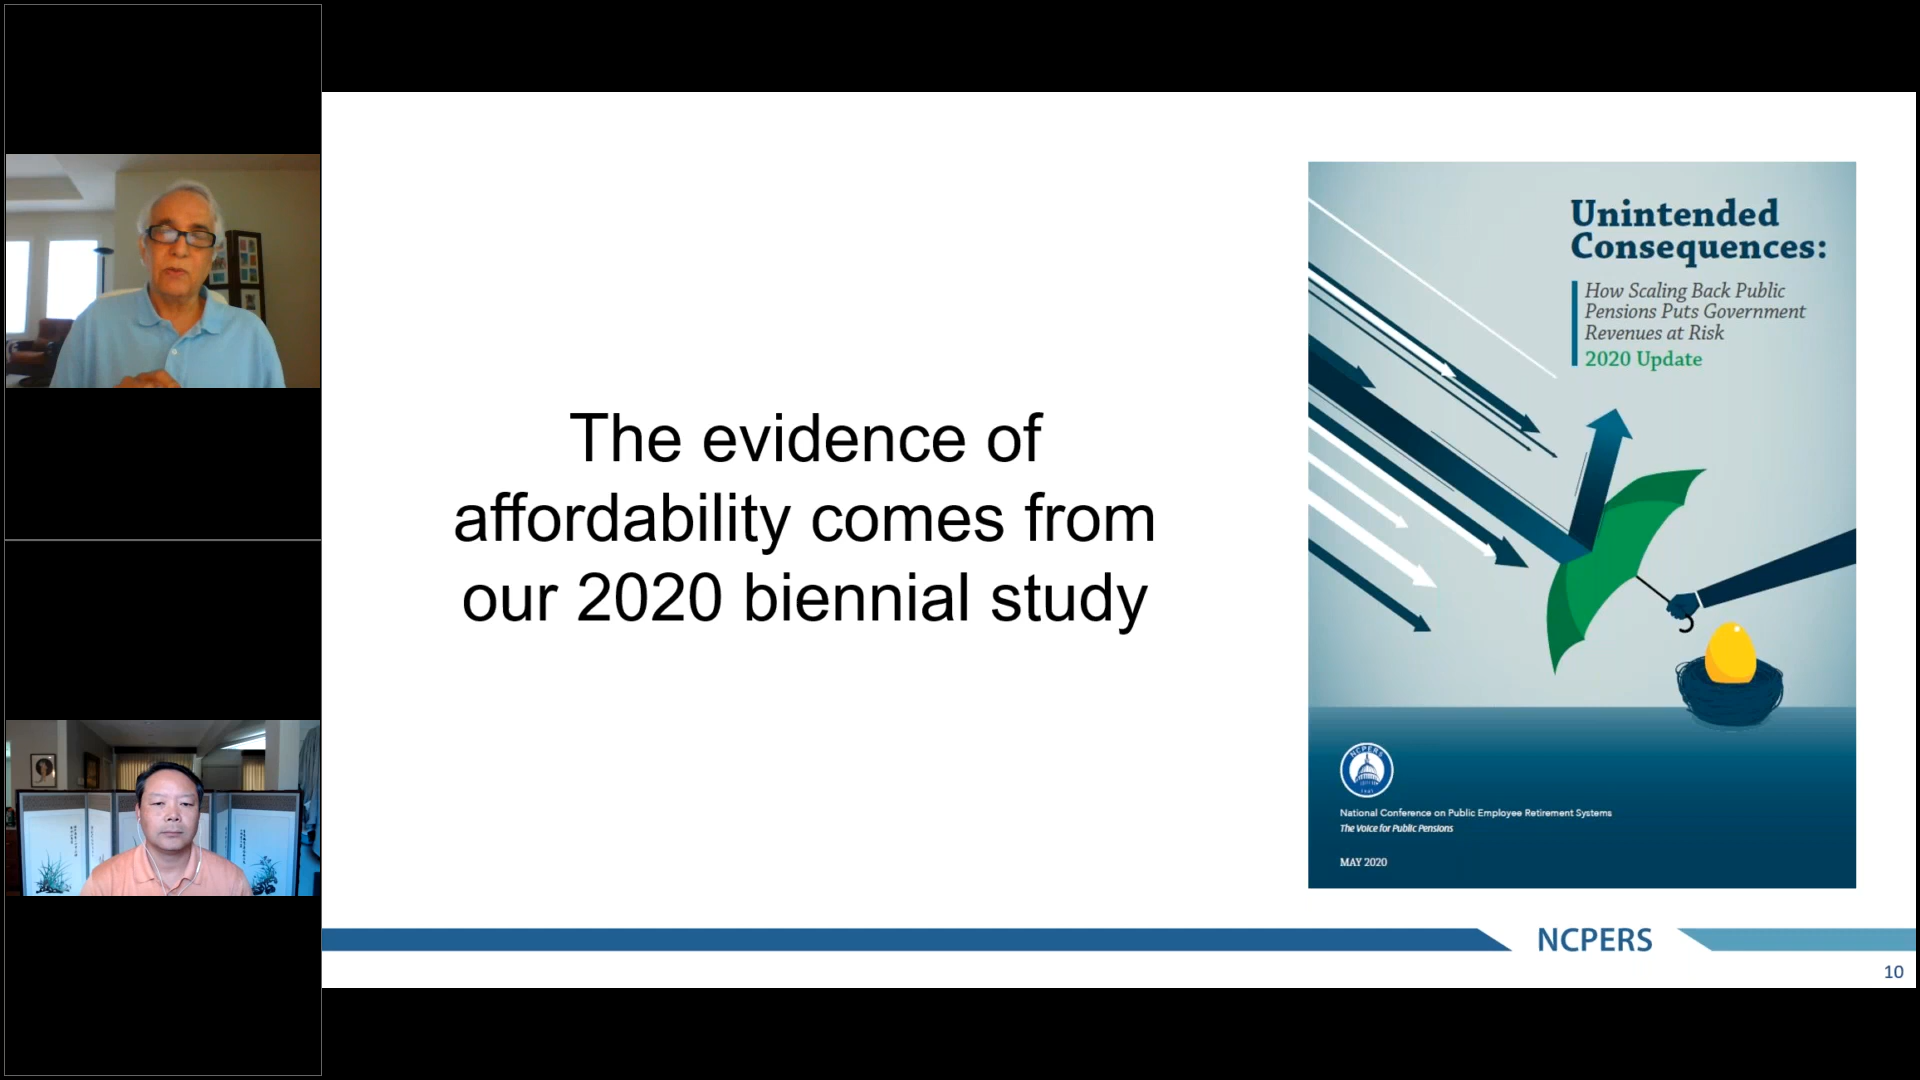 The evidence of
affordability comes from
our 2020 biennial study
Unintended
Consequences:
How Scaling Back Public
Pensions Puts Government
Revenues at Risk
2020 Update
NCPERS
National Conference on Public Employee Retirement Systems
The Voice for Public Pensions
MAY 2020
NCPERS
10